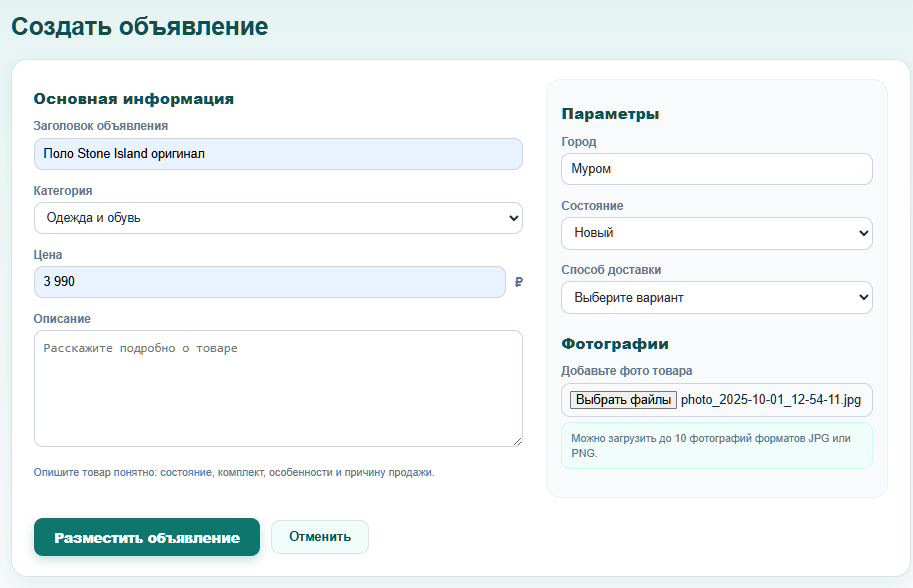 Создать объявление
Основная информация
Заголовок объявления
Поло Stone Island оригинал
Категория
Одежда и обувь
Цена
3 990
₽
Описание
Расскажите подробно о товаре
Опишите товар понятно: состояние, комплект, особенности и причину продажи.
Параметры
Город
Муром
Состояние
Новый
Способ доставки
Выберите вариант
Фотографии
Добавьте фото товара
Выбрать файлы photo_2025-10-01_12-54-11.jpg
Можно загрузить до 10 фотографий форматов JPG или
PNG.
Разместить объявление
Отменить